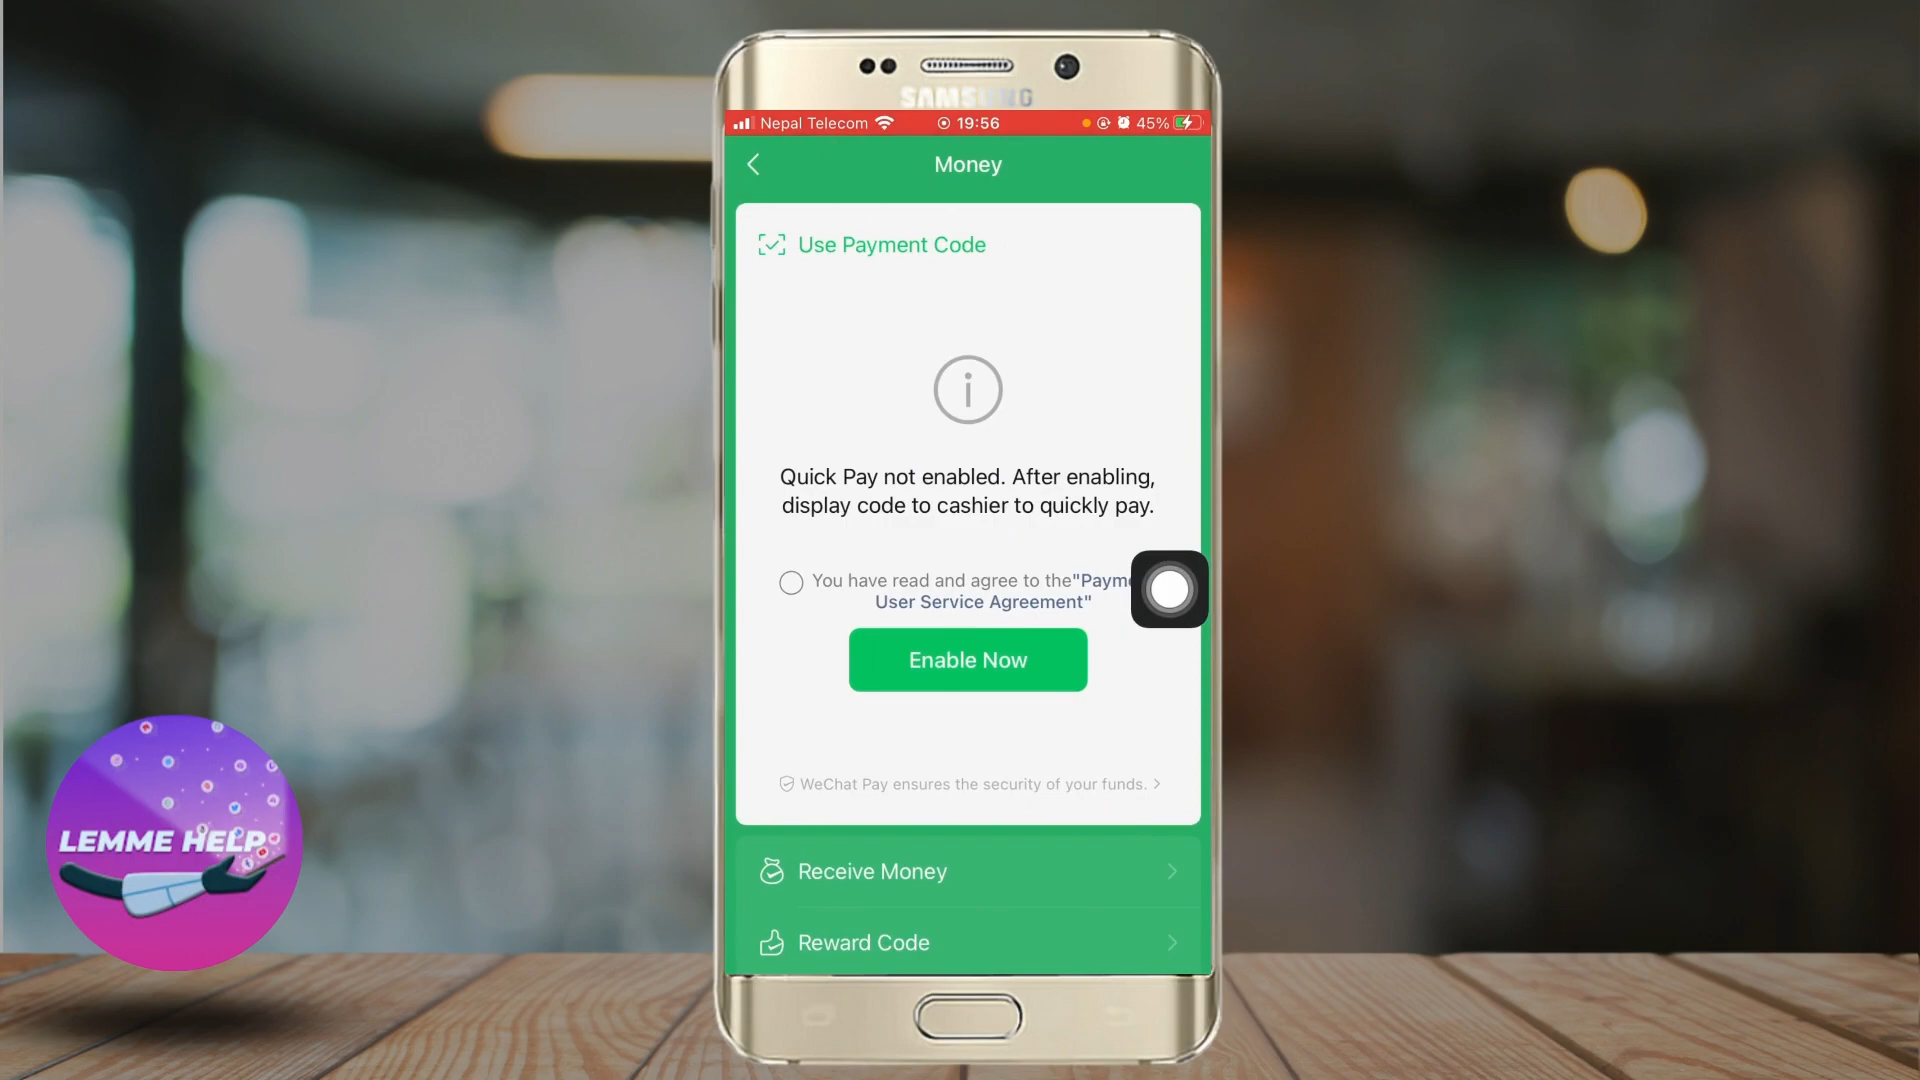 SAMSUNG
Nepal Telecom
19:56
45%
Money
Use Payment Code
Quick Pay not enabled. After enabling,
display code to cashier to quickly pay.
You have read and agree to the"Payme
User Service Agreement"
Enable Now
WeChat Pay ensures the security of your funds.
LEMME HELP
Receive Money
Reward Code